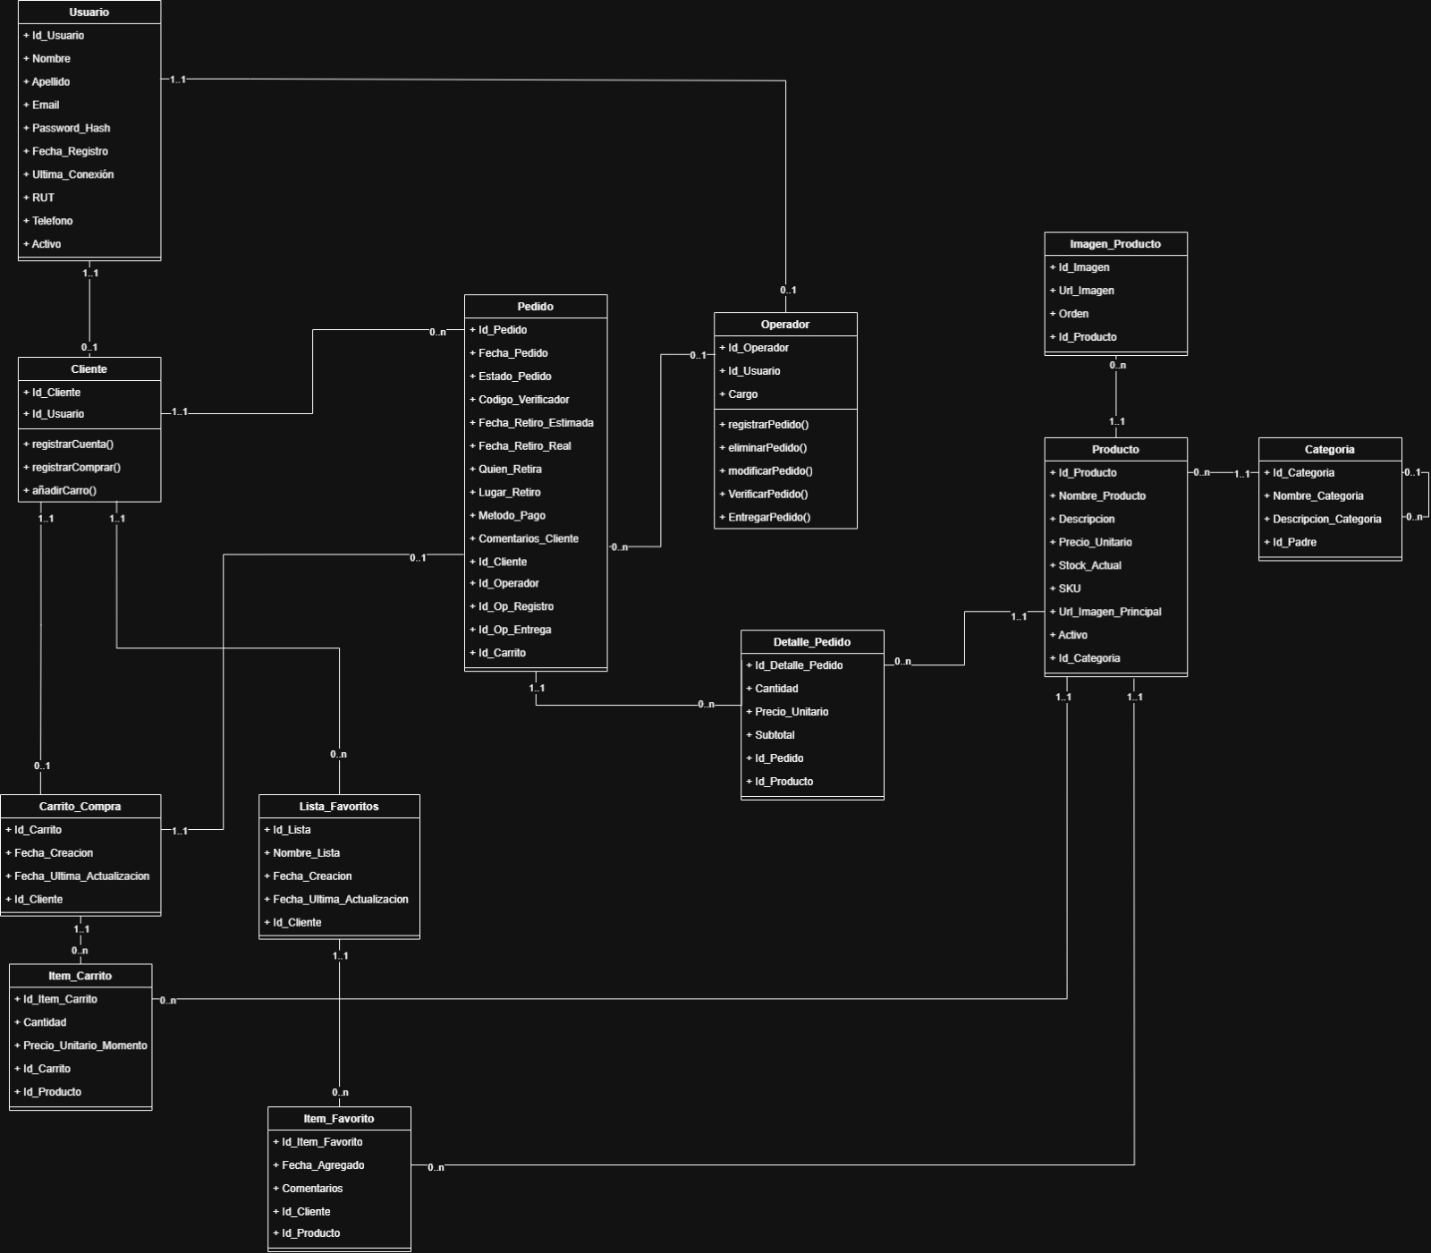 Usuario
+ Id_Usuario
+ Nombre
+ Apellido
+ Email
+ Password_Hash
+ Fecha_Registro
+ Ultima_Conexión
+ RUT
+ Telefono
+ Activo
1..1
1..1
0..1
0..1
Cliente
+ Id_Cliente
+ Id_Usuario
+ registrarCuenta()
+ registrarComprar()
+ añadirCarro()
1..1
1..1
1..1
0..n
Pedido
+ Id_Pedido
+ Fecha_Pedido
+ Estado_Pedido
+ Codigo_Verificador
+ Fecha_Retiro_Estimada
+ Fecha_Retiro_Real
+ Quien_Retira
+ Lugar_Retiro
+ Metodo_Pago
+ Comentarios_Cliente
+ Id_Cliente
+ Id_Operador
+ Id_Op_Registro
+ Id_Op_Entrega
+ Id_Carrito
0..1
0..n
1..1
0..1
Operador
+ Id_Operador
+ Id_Usuario
+ Cargo
+ registrarPedido()
+ eliminarPedido()
+ modificarPedido()
+ VerificarPedido()
+ EntregarPedido()
Imagen_Producto
+ Id_Imagen
+ Url_Imagen
+ Orden
+ Id_Producto
0..n
1..1
Producto
+ Id_Producto
+ Nombre_Producto
+ Descripcion
+ Precio_Unitario
+ Stock_Actual
+ SKU
+ Url_Imagen_Principal
+ Activo
+ Id_Categoria
0..n
1..1
1..1
1..1
1..1
Categoria
+ Id_Categoria
+ Nombre_Categoria
+ Descripcion_Categoria
+ Id_Padre
0..1
0..n
Detalle_Pedido
+ Id_Detalle_Pedido
+ Cantidad
+ Precio_Unitario
+ Subtotal
+ Id_Pedido
+ Id_Producto
0..n
0..n
0..1
Carrito_Compra
+ Id_Carrito
+ Fecha_Creacion
+ Fecha_Ultima_Actualizacion
+ Id_Cliente
1..1
1..1
0..n
0..n
Lista_Favoritos
+ Id_Lista
+ Nombre_Lista
+ Fecha_Creacion
+ Fecha_Ultima_Actualizacion
+ Id_Cliente
1..1
0..n
Item_Carrito
+ Id_Item_Carrito
+ Cantidad
+ Precio_Unitario_Momento
+ Id_Carrito
+ Id_Producto
0..n
Item_Favorito
+ Id_Item_Favorito
+ Fecha_Agregado
+ Comentarios
+ Id_Cliente
+ Id_Producto
0..n